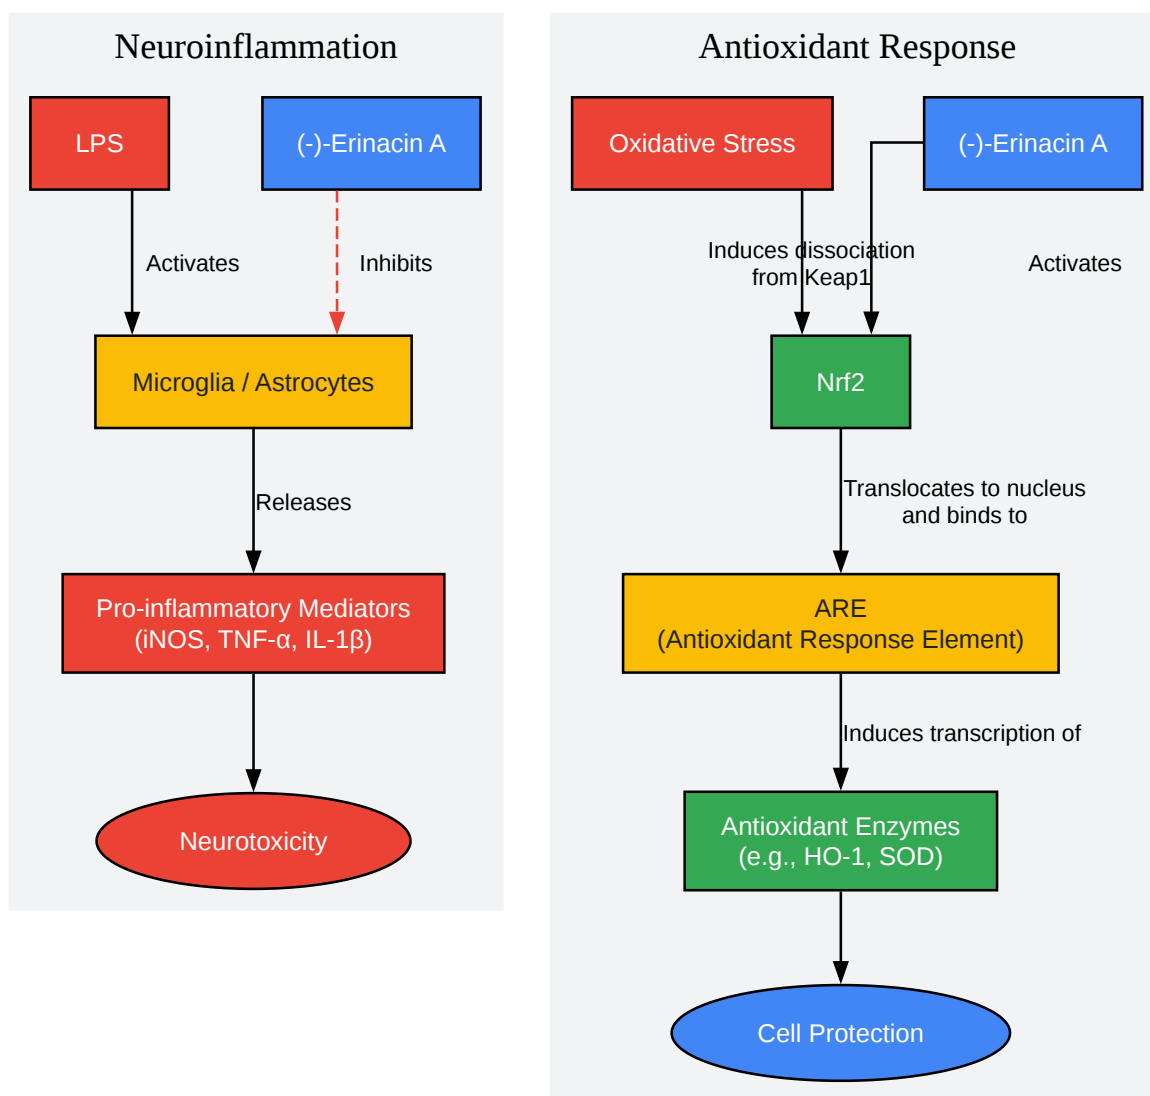 Neuroinflammation
LPS
(-)-Erinacin A
Activates
Inhibits
Microglia / Astrocytes
Releases
Pro-inflammatory Mediators
(iNOS, TNF-α, IL-1β)
Neurotoxicity
Antioxidant Response
Oxidative Stress
(-)-Erinacin A
Induces dissociation
from Keap1
Activates
Nrf2
Translocates to nucleus
and binds to
ARE
(Antioxidant Response Element)
Induces transcription of
Antioxidant Enzymes
(e.g., HO-1, SOD)
Cell Protection